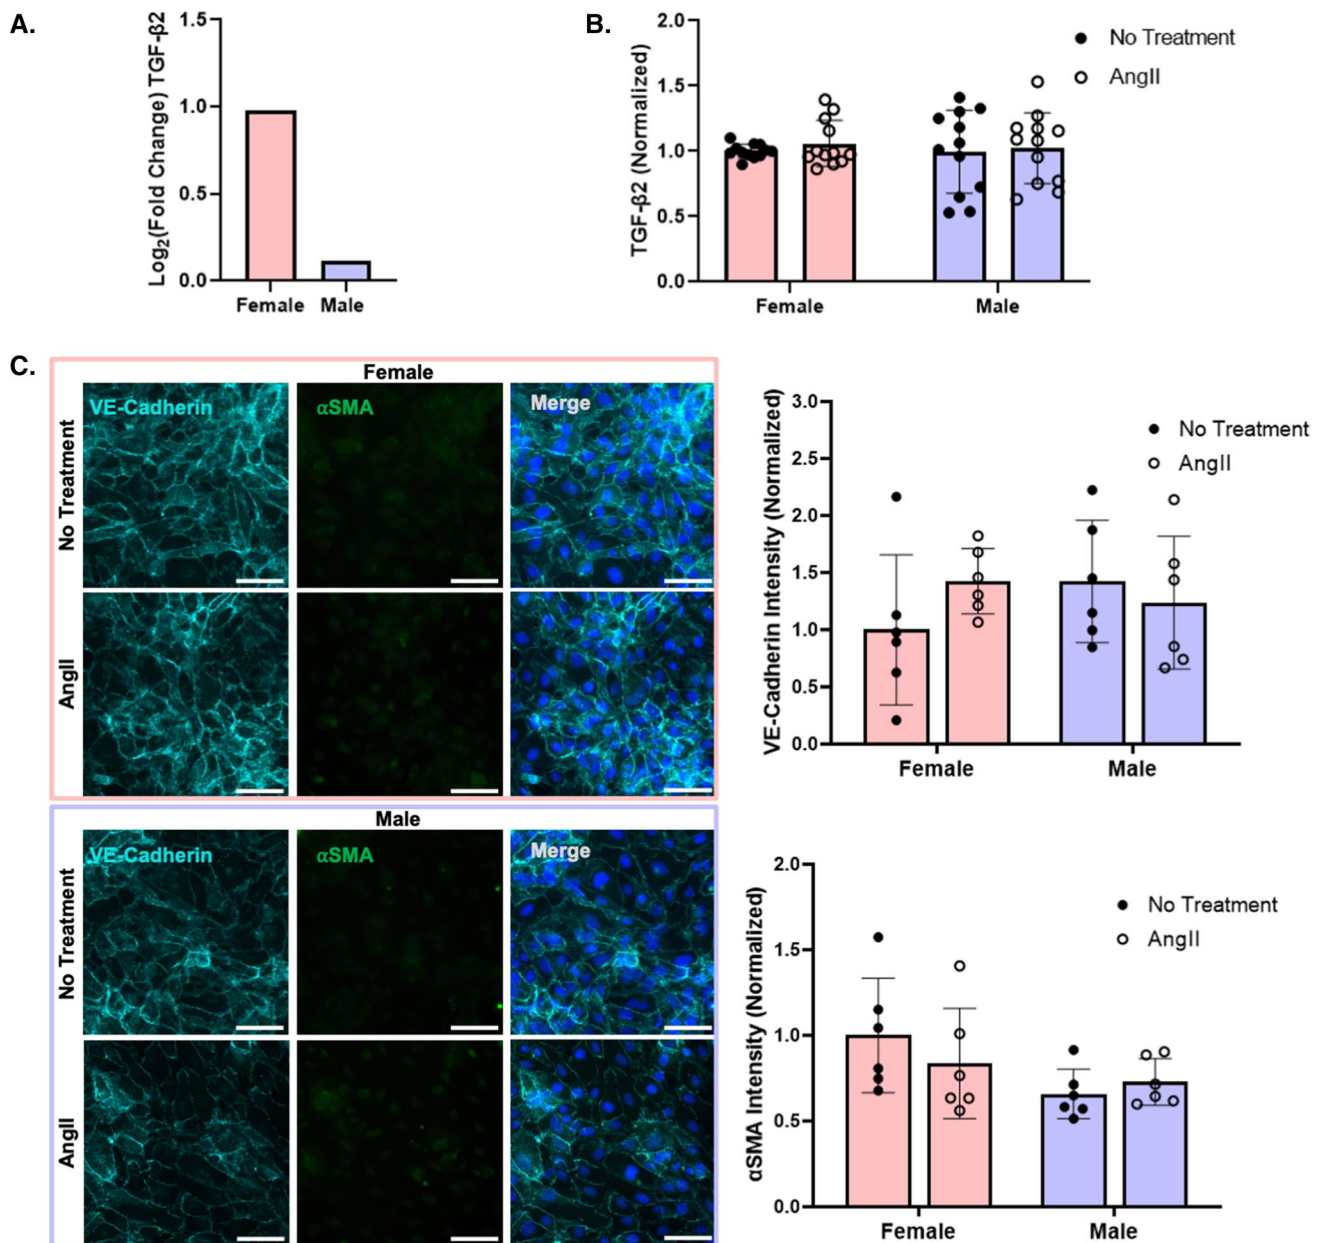 A.
Log₂(Fold Change) TGF-β2
1.5
1.0
0.5
0.0
Female Male
B.
TGF-β2 (Normalized)
2.0
1.5
1.0
0.5
0.0
Female Male
No Treatment
AngII
C.
Female
No Treatment
VE-Cadherin αSMA Merge
AngII
Male
No Treatment
VE-Cadherin αSMA Merge
AngII
VE-Cadherin Intensity (Normalized)
3.0
2.5
2.0
1.5
1.0
0.5
0.0
Female Male
No Treatment
AngII
αSMA Intensity (Normalized)
2.0
1.5
1.0
0.5
0.0
Female Male
No Treatment
AngII